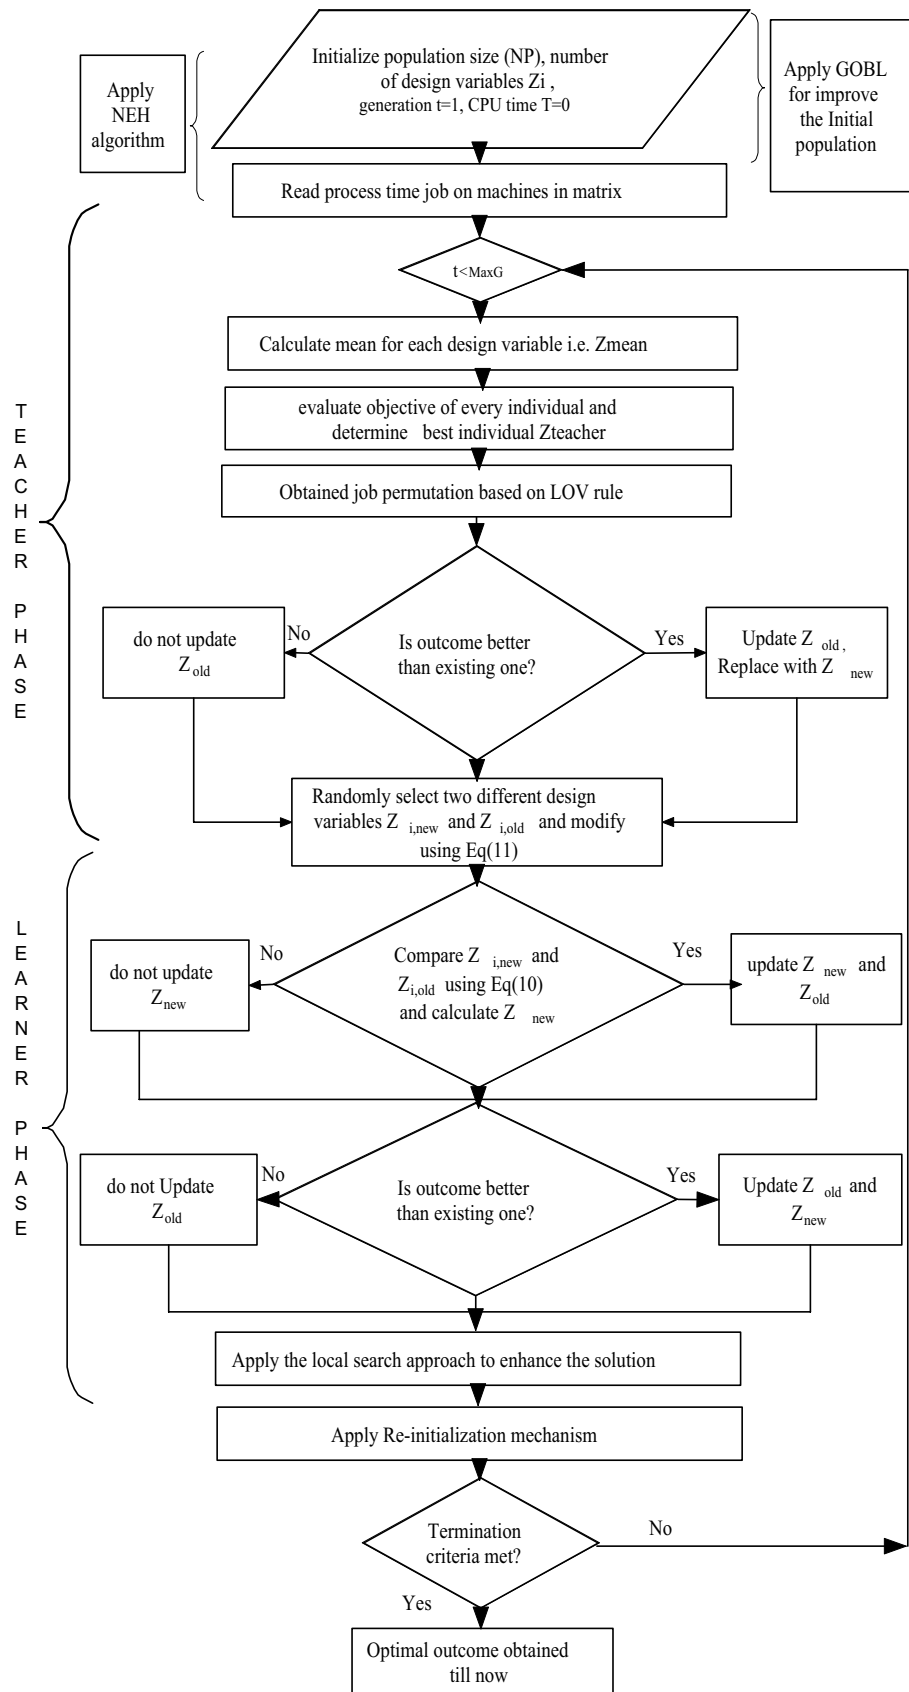 Initialize population size (NP), number
of design variables Zi ,
generation t=1, CPU time T=0
Apply
NEH
algorithm
Apply GOBL
for improve
the Initial
population
Read process time job on machines in matrix
t<MaxG
Calculate mean for each design variable i.e. Zmean
evaluate objective of every individual and
determine best individual Zteacher
Obtained job permutation based on LOV rule
T
E
A
C
H
E
R
P
H
A
S
E
do not update
Z old
No
Is outcome better
than existing one?
Yes
Update Z old ,
Replace with Z new
Randomly select two different design
variables Z i,new and Z i,old and modify
using Eq(11)
L
E
A
R
N
E
R
P
H
A
S
E
do not update
Z new
No
Compare Z i,new and
Z i,old using Eq(10)
and calculate Z new
Yes
update Z new and
Z old
do not Update
Z old
No
Is outcome better
than existing one?
Yes
Update Z old and
Z new
Apply the local search approach to enhance the solution
Apply Re-initialization mechanism
Termination
criteria met?
No
Yes
Optimal outcome obtained
till now